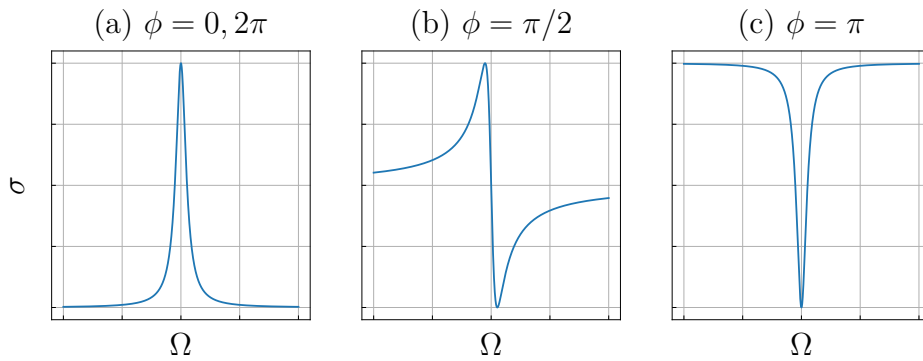 (a) ϕ = 0, 2π
(b) ϕ = π/2
(c) ϕ = π
σ
Ω
Ω
Ω